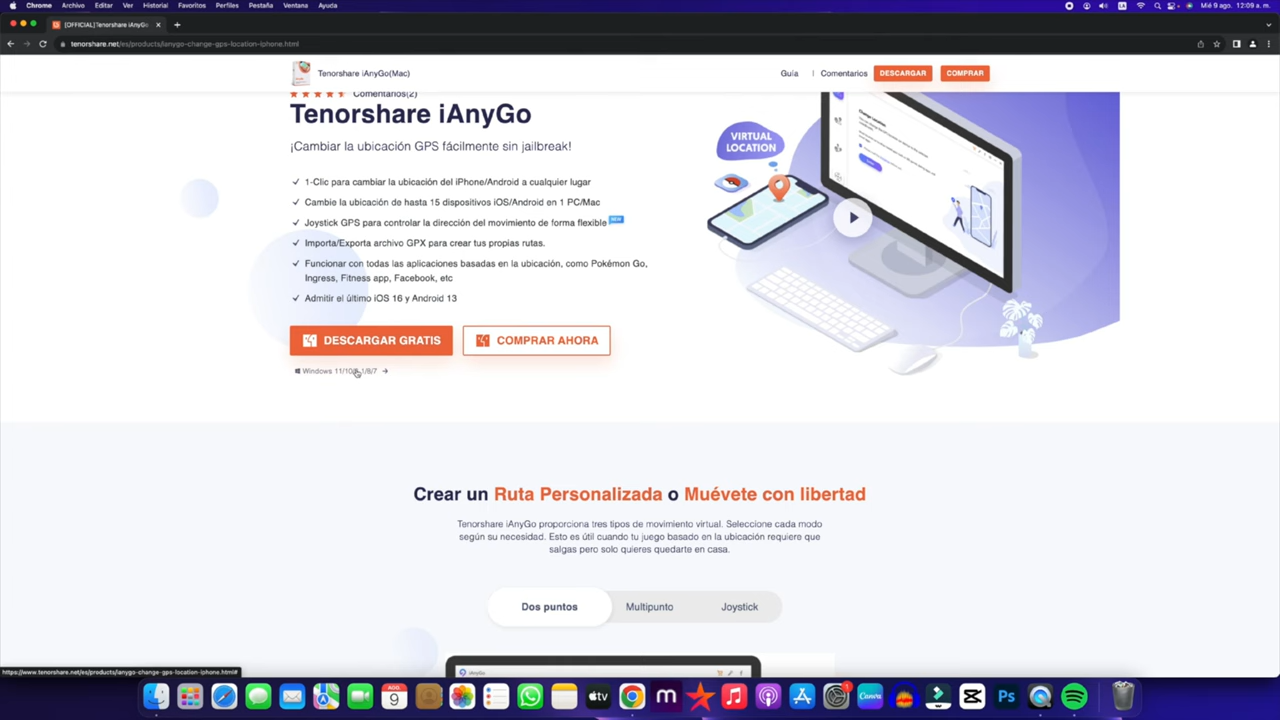 Chrome Archivo Editar Ver Historial Favoritos Perfiles Pestaña Ventana Ayuda
Mié 9 ago. 12:09 a. m.
[OFFICIAL]Tenorshare iAnyGo
tenorshare.net/es/products/ianygo-change-gps-location-iphone.html
Tenorshare iAnyGo(Mac)
Guía | Comentarios DESCARGAR COMPRAR
Comentarios(2)
Tenorshare iAnyGo
¡Cambiar la ubicación GPS fácilmente sin jailbreak!
✓ 1-Clic para cambiar la ubicación del iPhone/Android a cualquier lugar
✓ Cambie la ubicación de hasta 15 dispositivos iOS/Android en 1 PC/Mac
✓ Joystick GPS para controlar la dirección del movimiento de forma flexible NEW
✓ Importa/Exporta archivo GPX para crear tus propias rutas.
✓ Funcionar con todas las aplicaciones basadas en la ubicación, como Pokémon Go,
Ingress, Fitness app, Facebook, etc
✓ Admitir el último iOS 16 y Android 13
VIRTUAL
LOCATION
DESCARGAR GRATIS COMPRAR AHORA
Windows 11/10/8.1/8/7 →
Crear un Ruta Personalizada o Muévete con libertad
Tenorshare iAnyGo proporciona tres tipos de movimiento virtual. Seleccione cada modo
según su necesidad. Esto es útil cuando tu juego basado en la ubicación requiere que
salgas pero solo quieres quedarte en casa.
Dos puntos Multipunto Joystick
iAnyGo
https://www.tenorshare.net/es/products/ianygo-change-gps-location-iphone.html#
AGO
9
tv
Canva
Ps